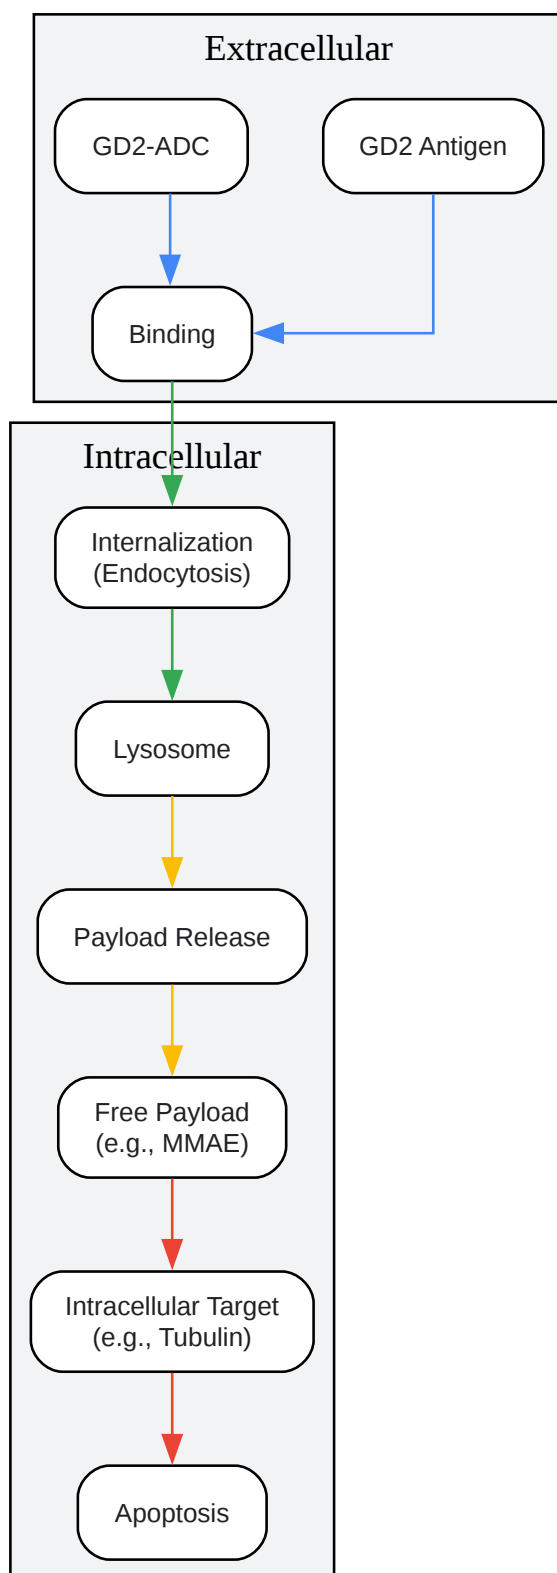 Extracellular
GD2-ADC
GD2 Antigen
Binding
Intracellular
Internalization
(Endocytosis)
Lysosome
Payload Release
Free Payload
(e.g., MMAE)
Intracellular Target
(e.g., Tubulin)
Apoptosis